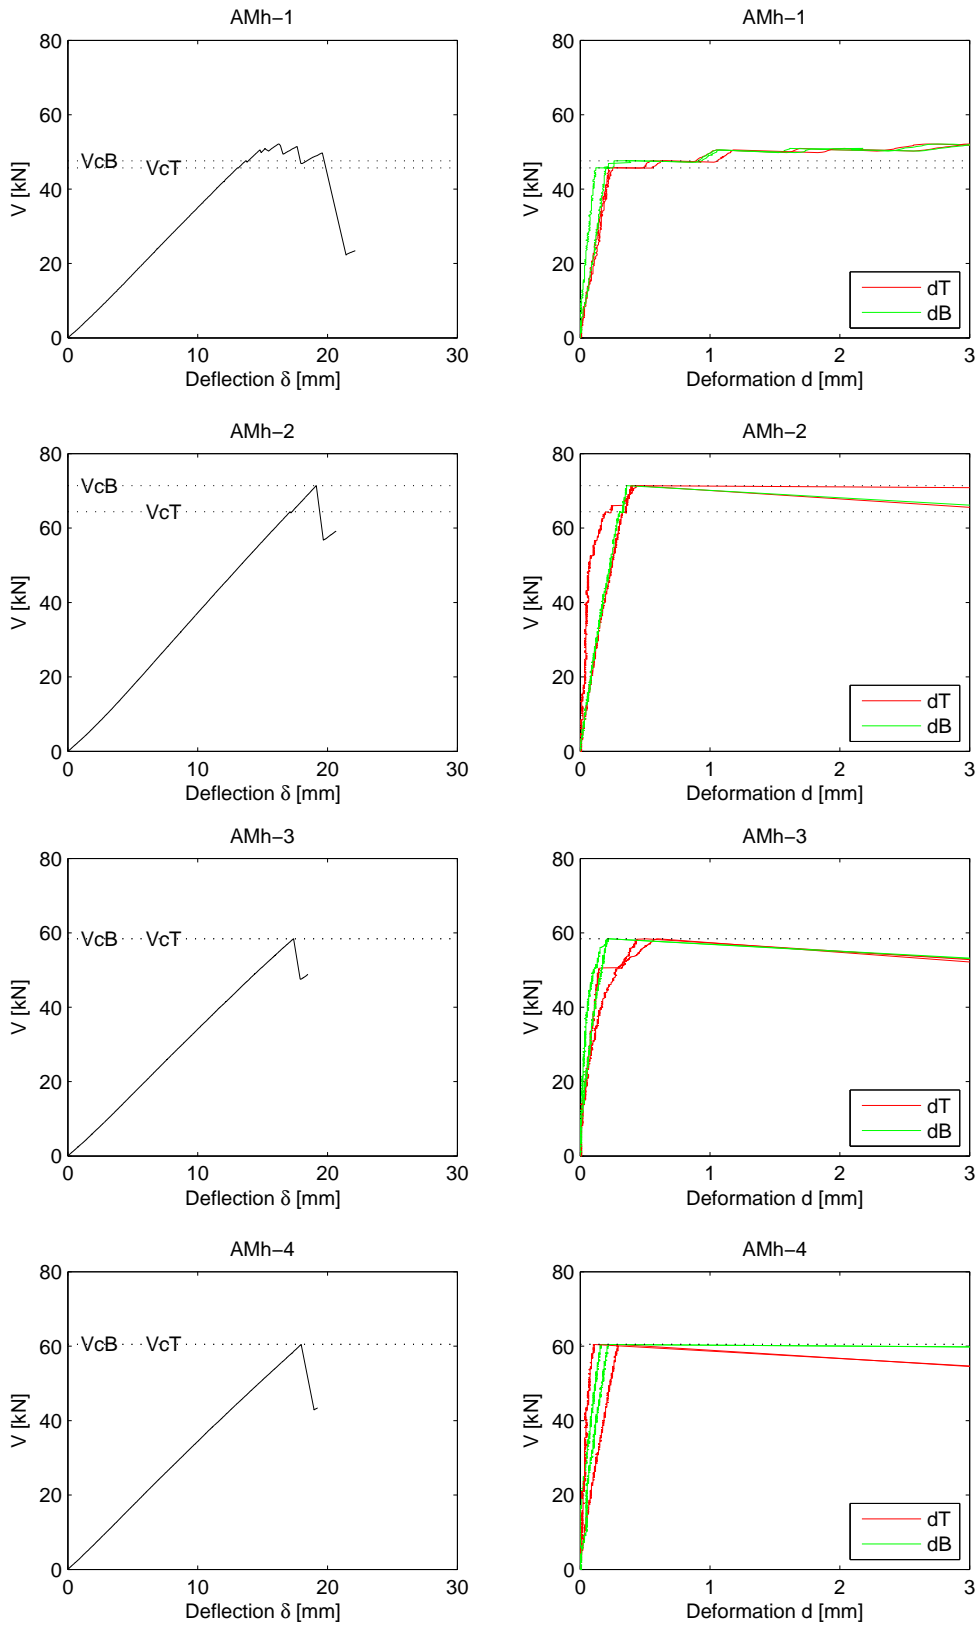 AMh−1
80
60
40
20
0
V [kN]
VcB
VcT
0 10 20 30
Deflection δ [mm]
AMh−1
80
60
40
20
0
V [kN]
dT
dB
0 1 2 3
Deformation d [mm]
AMh−2
80
60
40
20
0
V [kN]
VcB
VcT
0 10 20 30
Deflection δ [mm]
AMh−2
80
60
40
20
0
V [kN]
dT
dB
0 1 2 3
Deformation d [mm]
AMh−3
80
60
40
20
0
V [kN]
VcB VcT
0 10 20 30
Deflection δ [mm]
AMh−3
80
60
40
20
0
V [kN]
dT
dB
0 1 2 3
Deformation d [mm]
AMh−4
80
60
40
20
0
V [kN]
VcB VcT
0 10 20 30
Deflection δ [mm]
AMh−4
80
60
40
20
0
V [kN]
dT
dB
0 1 2 3
Deformation d [mm]